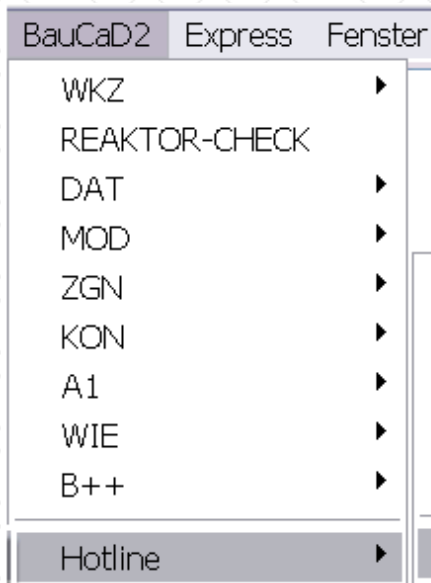 BauCaD2 Express Fenster
WKZ
REAKTOR-CHECK
DAT
MOD
ZGN
KON
A1
WIE
B++
Hotline